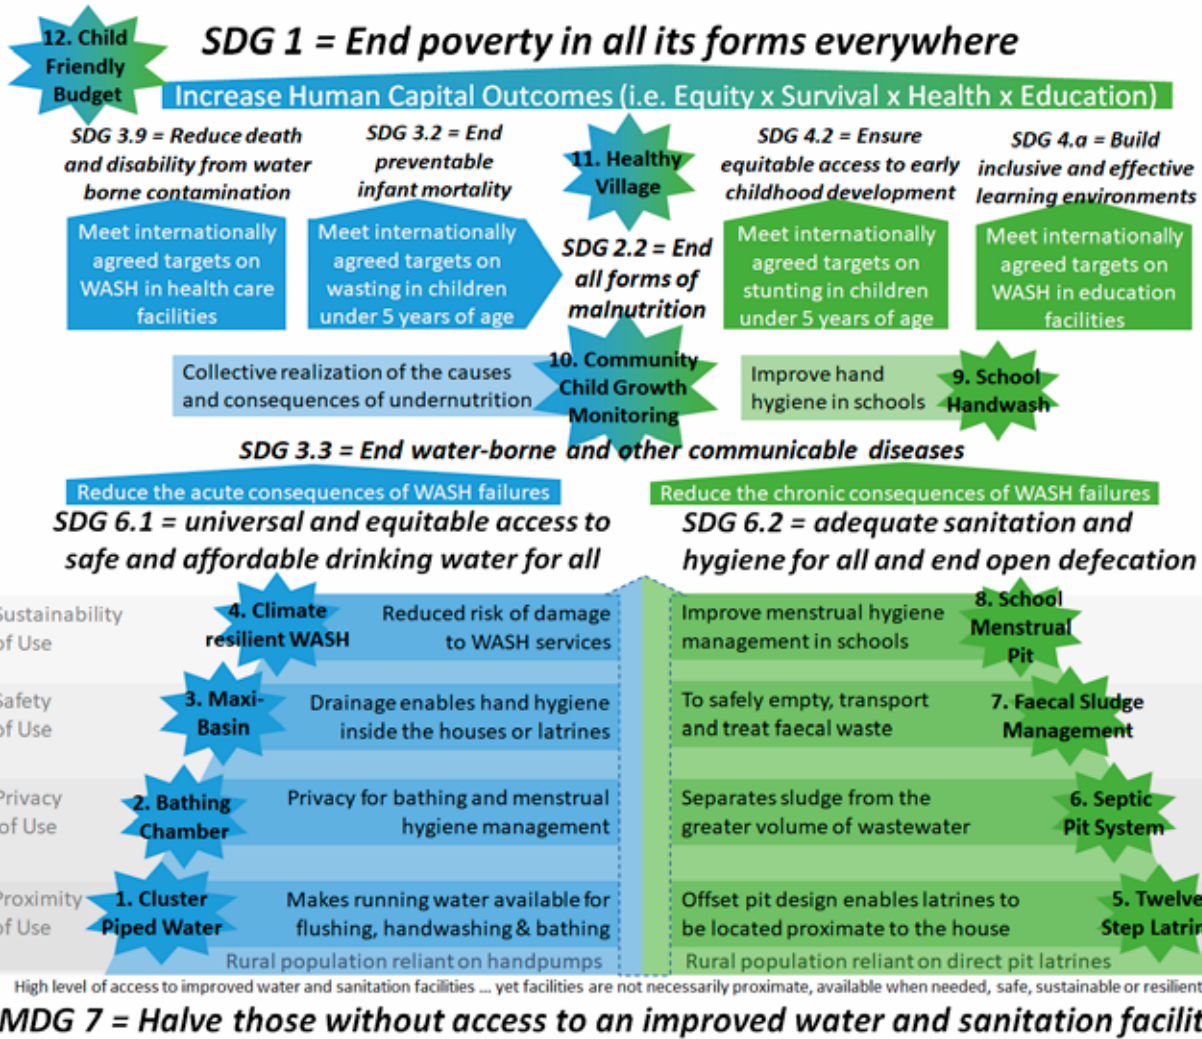 12. Child
Friendly
Budget
SDG 1 = End poverty in all its forms everywhere
Increase Human Capital Outcomes (i.e. Equity x Survival x Health x Education)
SDG 3.9 = Reduce death
and disability from water
borne contamination
SDG 3.2 = End
preventable
infant mortality
11. Healthy
Village
SDG 4.2 = Ensure
equitable access to early
childhood development
SDG 4.a = Build
inclusive and effective
learning environments
Meet internationally
agreed targets on
WASH in health care
facilities
Meet internationally
agreed targets on
wasting in children
under 5 years of age
SDG 2.2 = End
all forms of
malnutrition
Meet internationally
agreed targets on
stunting in children
under 5 years of age
Meet internationally
agreed targets on
WASH in education
facilities
Collective realization of the causes
and consequences of undernutrition
10. Community
Child Growth
Monitoring
Improve hand
hygiene in schools
9. School
Handwash
SDG 3.3 = End water-borne and other communicable diseases
Reduce the acute consequences of WASH failures
Reduce the chronic consequences of WASH failures
SDG 6.1 = universal and equitable access to
safe and affordable drinking water for all
SDG 6.2 = adequate sanitation and
hygiene for all and end open defecation
Sustainability
of Use
4. Climate
resilient WASH
Reduced risk of damage
to WASH services
Improve menstrual hygiene
management in schools
8. School
Menstrual
Pit
Safety
of Use
3. Maxi-
Basin
Drainage enables hand hygiene
inside the houses or latrines
To safely empty, transport
and treat faecal waste
7. Faecal Sludge
Management
Privacy
of Use
2. Bathing
Chamber
Privacy for bathing and menstrual
hygiene management
Separates sludge from the
greater volume of wastewater
6. Septic
Pit System
Proximity
of Use
1. Cluster
Piped Water
Makes running water available for
flushing, handwashing & bathing
Offset pit design enables latrines to
be located proximate to the house
5. Twelve
Step Latrin
Rural population reliant on handpumps
Rural population reliant on direct pit latrines
High level of access to improved water and sanitation facilities ... yet facilities are not necessarily proximate, available when needed, safe, sustainable or resilient
MDG 7 = Halve those without access to an improved water and sanitation facilit